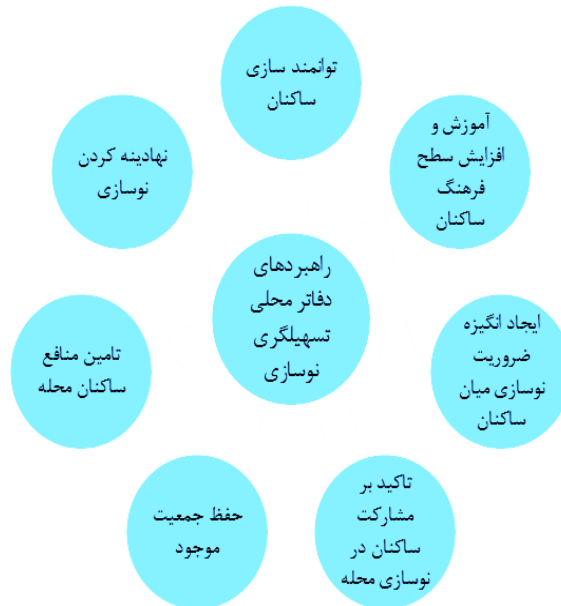 توانمند سازی
ساکنان
آموزش و
افزایش سطح
فرهنگ
ساکنان
ایجاد انگیزه
ضروریت
نوسازی میان
ساکنان
تاکید بر
مشارکت
ساکنان در
نوسازی محله
حفظ جمعیت
موجود
تامین منافع
ساکنان محله
نهادینه کردن
نوسازی
راهبردهای
دفاتر محلی
تسهیلگری
نوسازی